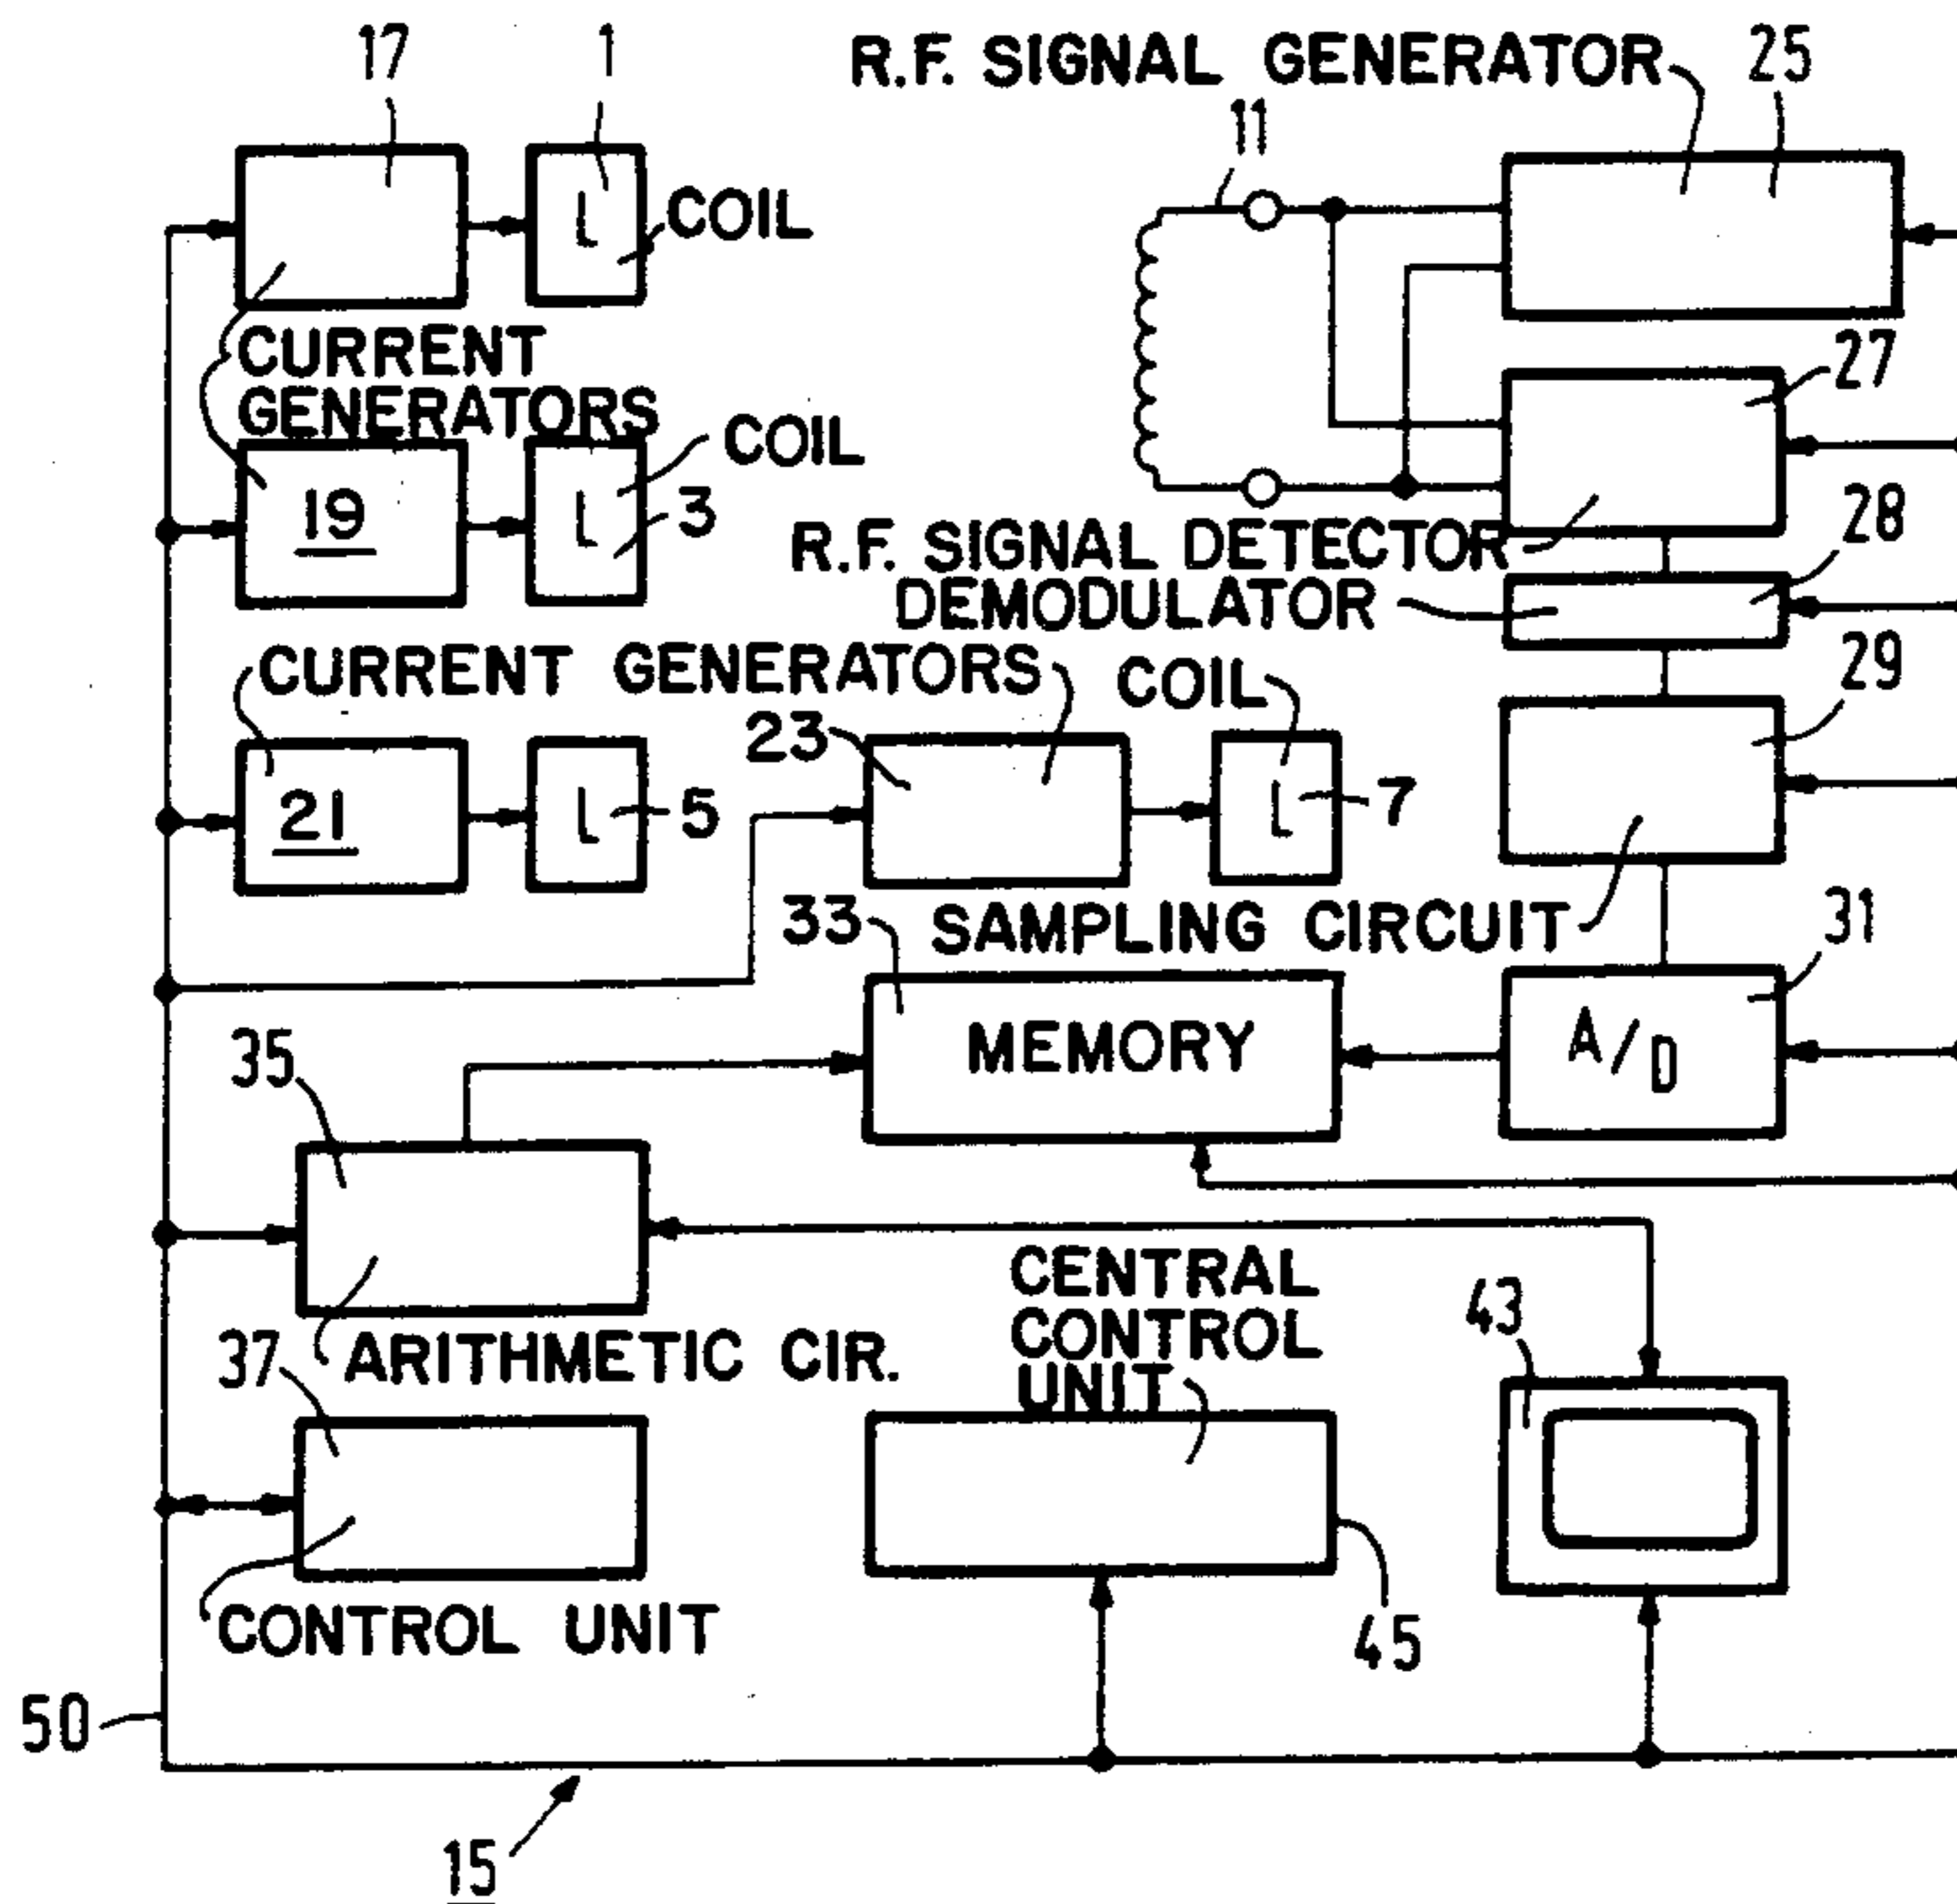 17
1
R.F. SIGNAL GENERATOR
25
11
L
COIL
CURRENT
GENERATORS
27
COIL
19
L
3
28
R.F. SIGNAL DETECTOR
DEMODULATOR
29
CURRENT GENERATORS
COIL
23
21
L
5
L
7
33
SAMPLING CIRCUIT
31
35
MEMORY
A/D
CENTRAL
CONTROL
UNIT
43
37
ARITHMETIC CIR.
CONTROL UNIT
45
50
15